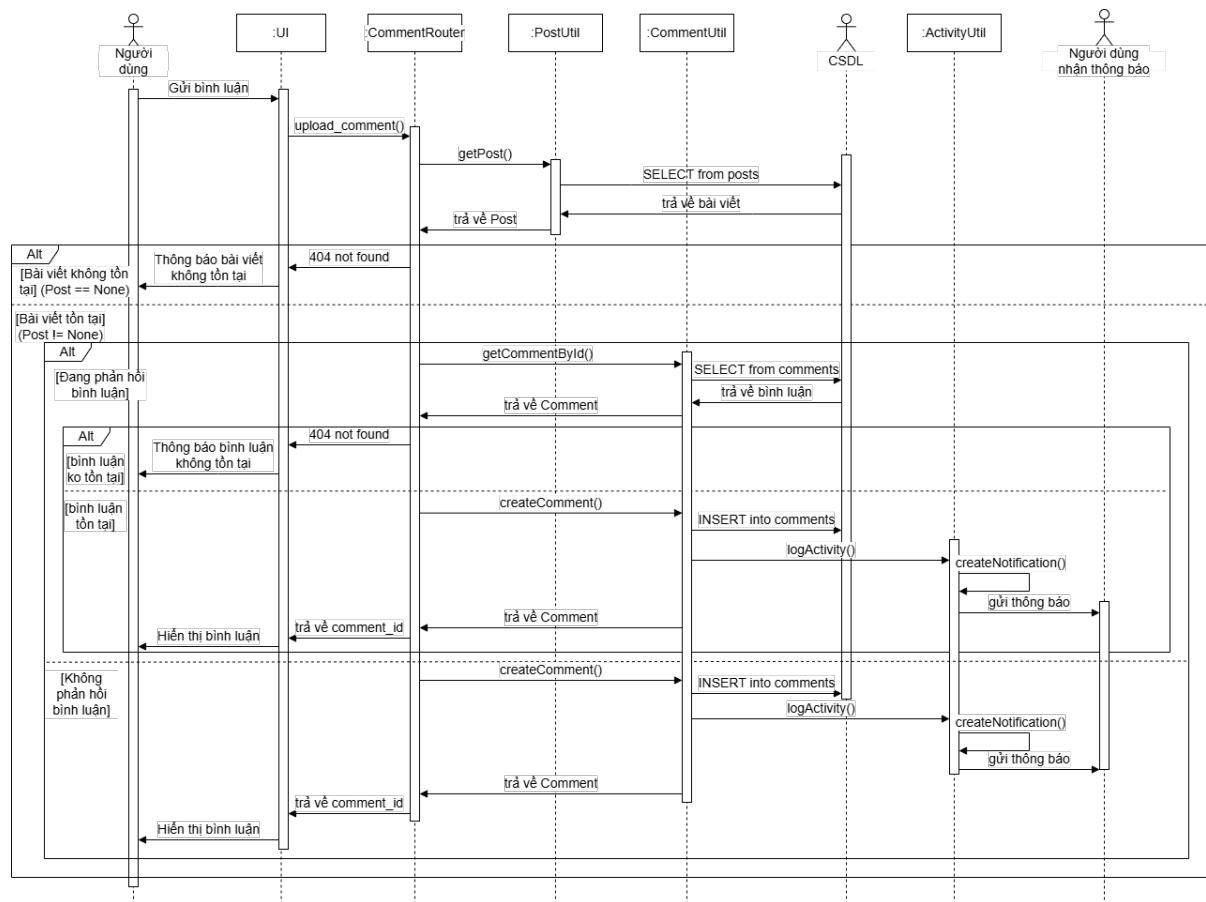 :UI
:CommentRouter
:PostUtil
:CommentUtil
:ActivityUtil
Người
dùng
CSDL
Người dùng
nhận thông báo
Gửi bình luận
upload_comment()
getPost()
SELECT from posts
trả về bài viết
trả về Post
Alt
[Bài viết không tồn
tại] (Post == None)
404 not found
Thông báo bài viết
không tồn tại
[Bài viết tồn tại]
(Post != None)
Alt
[Đang phản hồi
bình luận]
getCommentById()
SELECT from comments
trả về bình luận
trả về Comment
Alt
[bình luận
ko tồn tại]
404 not found
Thông báo bình luận
không tồn tại
[bình luận
tồn tại]
createComment()
INSERT into comments
logActivity()
createNotification()
gửi thông báo
trả về Comment
trả về comment_id
Hiển thị bình luận
[Không
phản hồi
bình luận]
createComment()
INSERT into comments
logActivity()
createNotification()
gửi thông báo
trả về Comment
trả về comment_id
Hiển thị bình luận